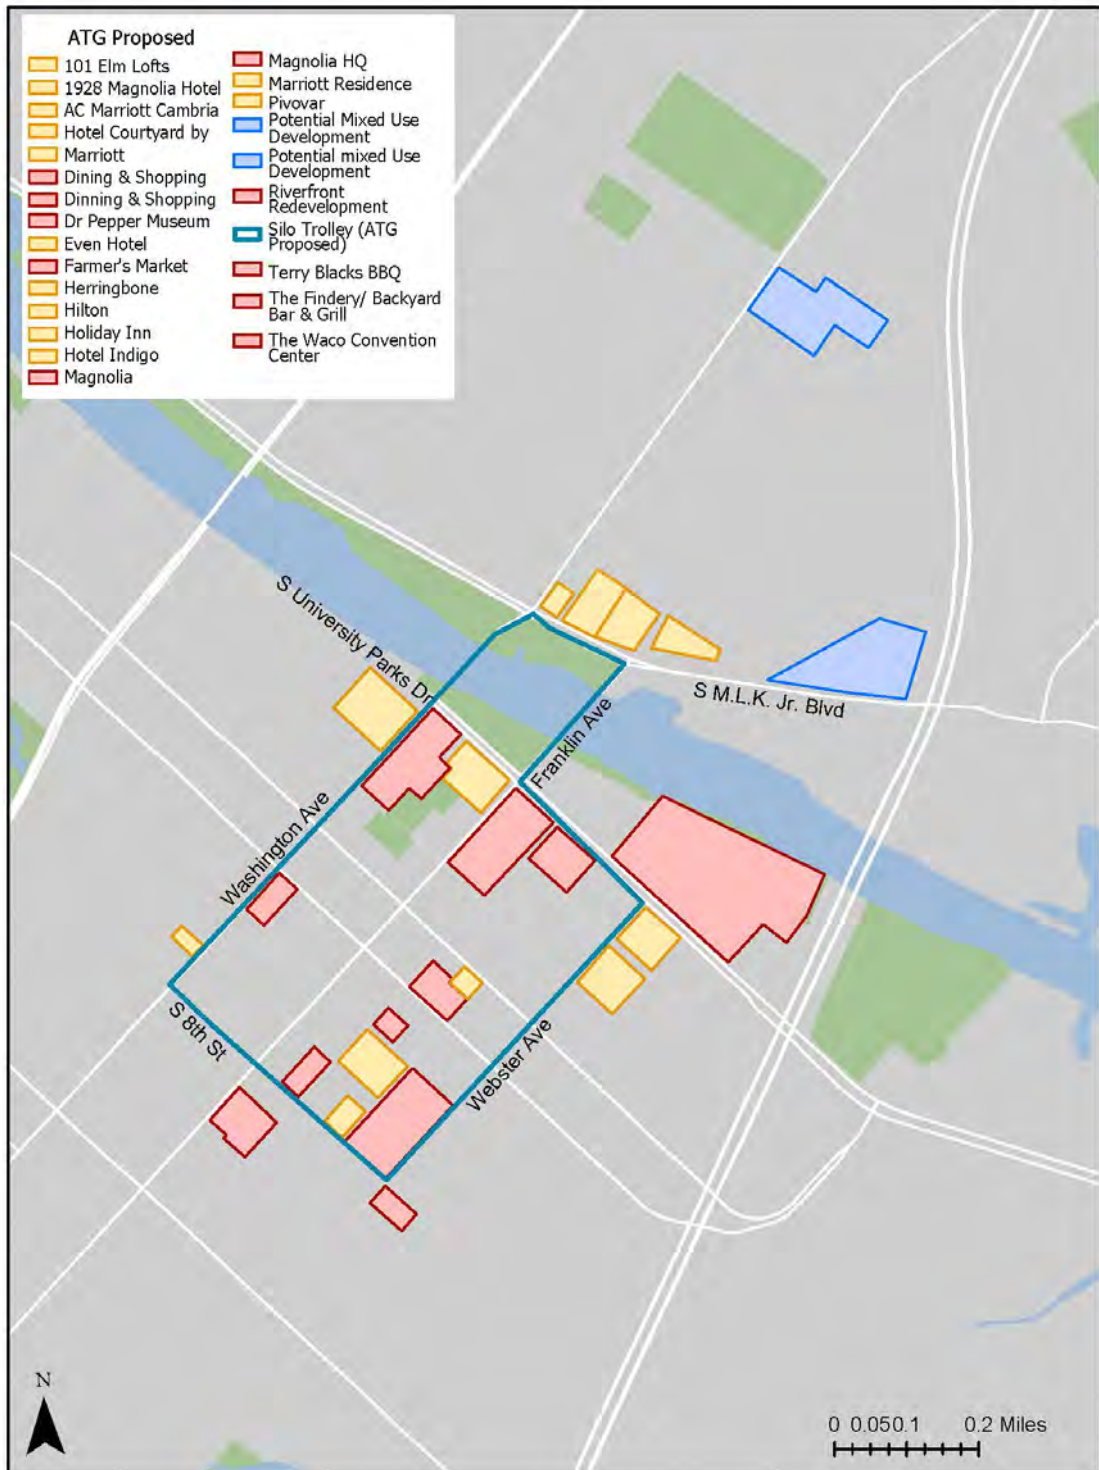 ATG Proposed
101 Elm Lofts
1928 Magnolia Hotel
AC Marriott Cambria
Hotel Courtyard by
Marriott
Dining & Shopping
Dinning & Shopping
Dr Pepper Museum
Even Hotel
Farmer's Market
Herringbone
Hilton
Holiday Inn
Hotel Indigo
Magnolia
Magnolia HQ
Marriott Residence
Pivovar
Potential Mixed Use
Development
Potential mixed Use
Development
Riverfront
Redevelopment
Silo Trolley (ATG
Proposed)
Terry Blacks BBQ
The Findery/ Backyard
Bar & Grill
The Waco Convention
Center
S University Parks Dr
S M.L.K. Jr. Blvd
Franklin Ave
Washington Ave
S 8th St
Webster Ave
N
0 0.050.1 0.2 Miles